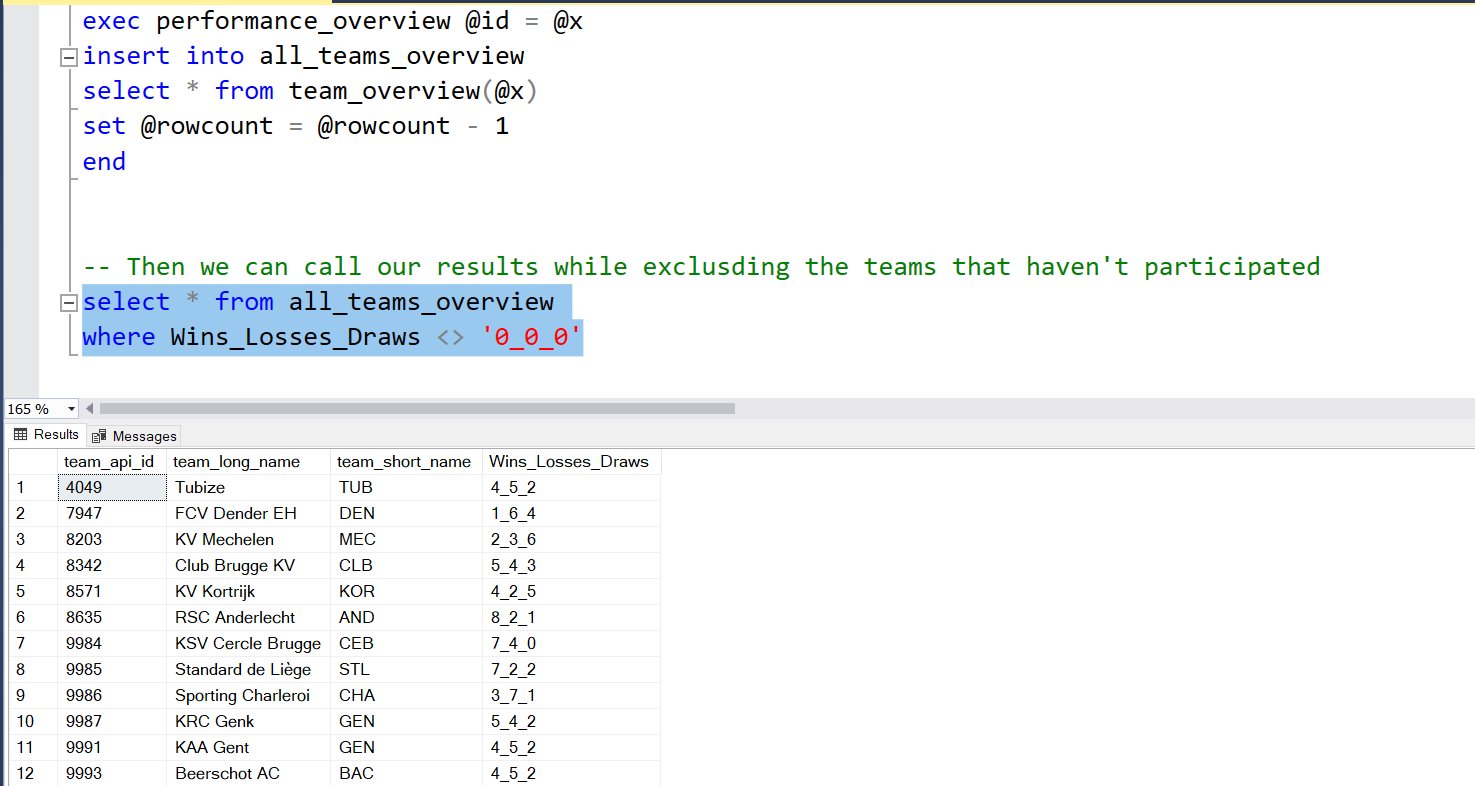 exec performance_overview @id = @x
insert into all_teams_overview
select * from team_overview(@x)
set @rowcount = @rowcount - 1
end
-- Then we can call our results while exclusding the teams that haven't participated
select * from all_teams_overview
where Wins_Losses_Draws <> '0_0_0'
165 %
Results Messages
team_api_id team_long_name team_short_name Wins_Losses_Draws
1 4049 Tubize TUB 4_5_2
2 7947 FCV Dender EH DEN 1_6_4
3 8203 KV Mechelen MEC 2_3_6
4 8342 Club Brugge KV CLB 5_4_3
5 8571 KV Kortrijk KOR 4_2_5
6 8635 RSC Anderlecht AND 8_2_1
7 9984 KSV Cercle Brugge CEB 7_4_0
8 9985 Standard de Liège STL 7_2_2
9 9986 Sporting Charleroi CHA 3_7_1
10 9987 KRC Genk GEN 5_4_2
11 9991 KAA Gent GEN 4_5_2
12 9993 Beerschot AC BAC 4_5_2